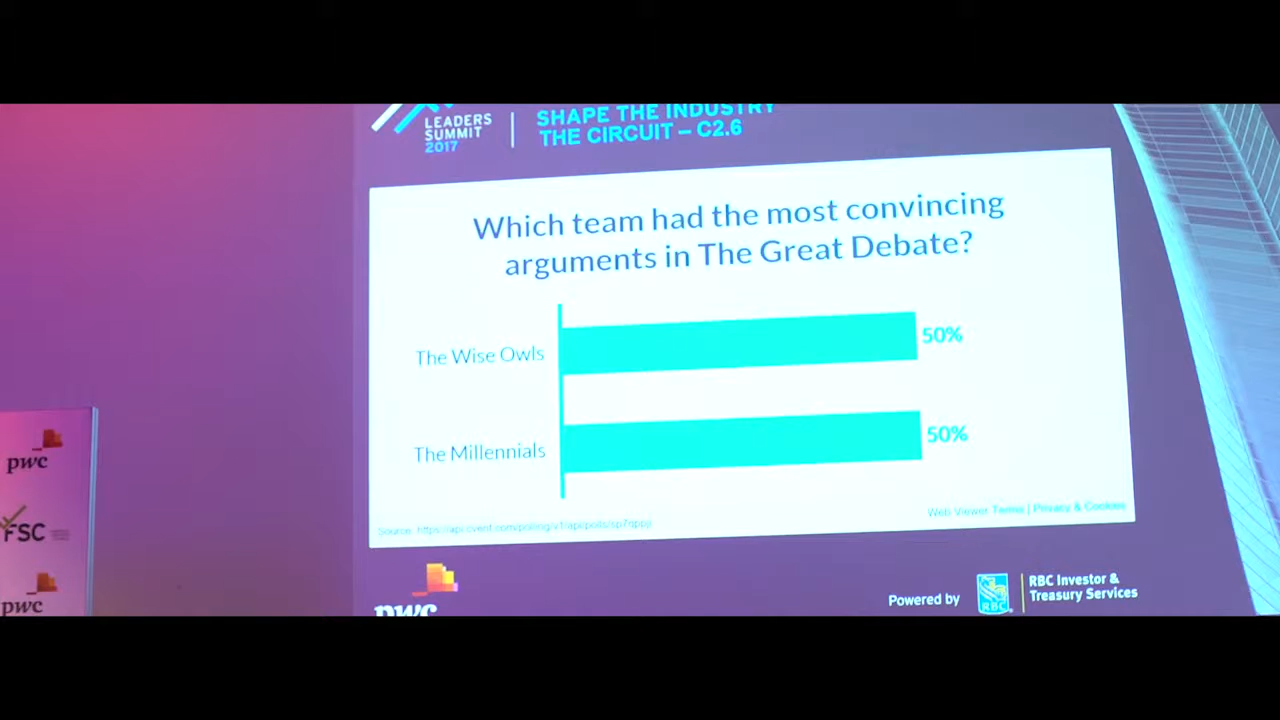 LEADERS
SUMMIT
2017
SHAPE THE INDUSTRY
THE CIRCUIT – C2.6
Which team had the most convincing
arguments in The Great Debate?
The Wise Owls 50%
The Millennials 50%
Web Viewer Terms | Privacy & Cookies
pwc
FSC
pwc
pwc
Powered by
RBC
RBC Investor &
Treasury Services